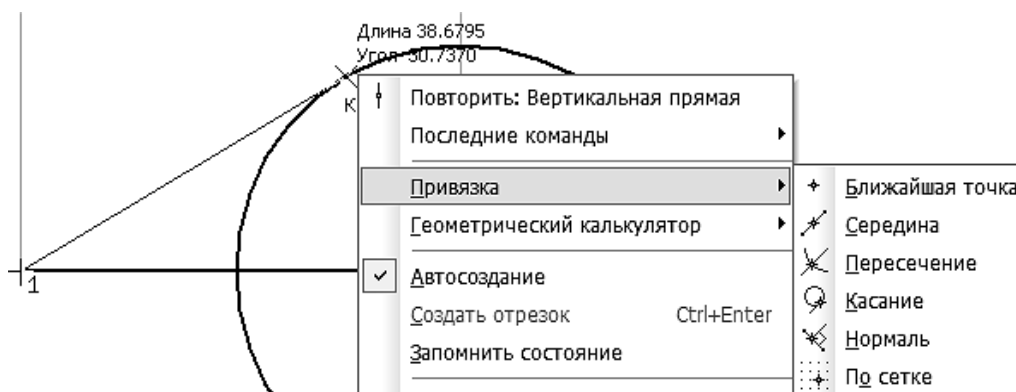 Длина 38.6795
Угол 30.7370
К
Повторить: Вертикальная прямая
Последние команды
Привязка
Геометрический калькулятор
Автосоздание
Создать отрезок Ctrl+Enter
Запомнить состояние
Ближайшая точка
Середина
Пересечение
Касание
Нормаль
По сетке
1